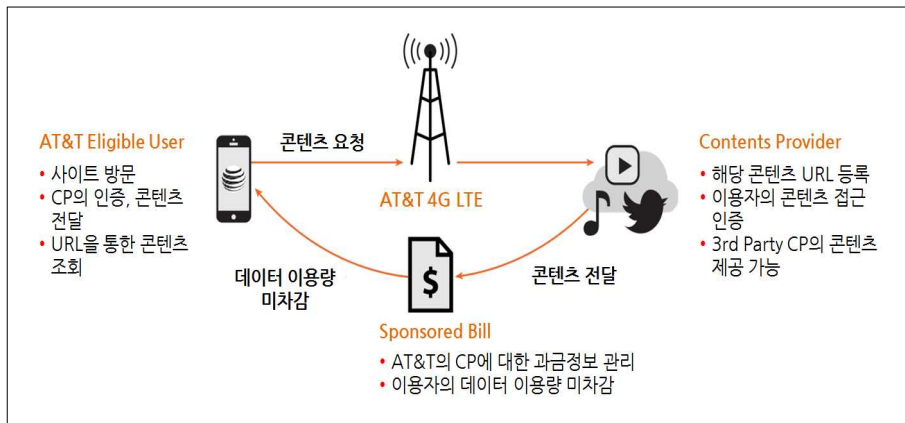 콘텐츠 요청
AT&T Eligible User
• 사이트 방문
• CP의 인증, 콘텐츠
전달
• URL을 통한 콘텐츠
조회
AT&T 4G LTE
Contents Provider
• 해당 콘텐츠 URL 등록
• 이용자의 콘텐츠 접근
인증
• 3rd Party CP의 콘텐츠
제공 가능
데이터 이용량
미차감
$
콘텐츠 전달
Sponsored Bill
• AT&T의 CP에 대한 과금정보 관리
• 이용자의 데이터 이용량 미차감